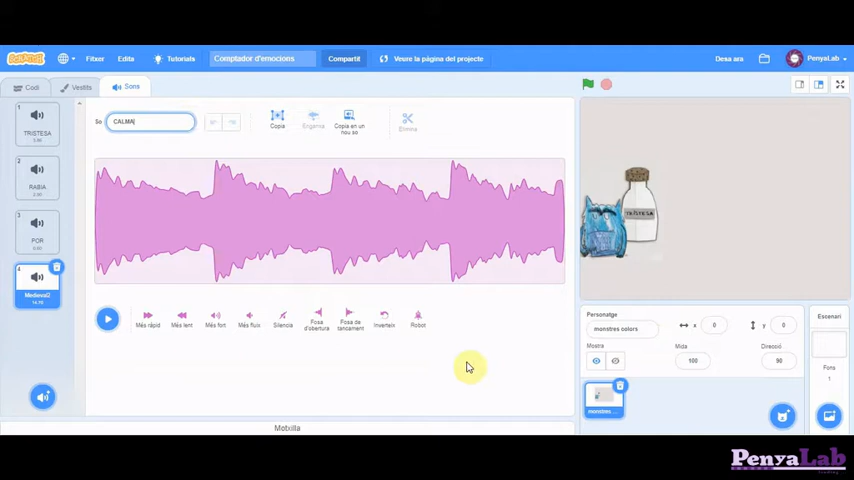 SCRATCH
Fitxer
Edita
Tutorials
Comptador d'emocions
Compartit
Veure la pàgina del projecte
Desa ara
PenyaLab
Codi
Vestits
Sons
1
TRISTESA
2
RABIA
3
POR
4
Medieval2
So
CALMA
Copia
Enganxa
Copia en un
nou so
Elimina
Més ràpid
Més lent
Més fort
Més fluix
Silencia
Fosa
d'obertura
Fosa de
tancament
Inverteix
Robot
Motxilla
TRISTESA
Personatge
monstres colors
x
0
y
0
Mostra
Mida
100
Direcció
90
monstres ...
Escenari
Fons
1
PenyaLab